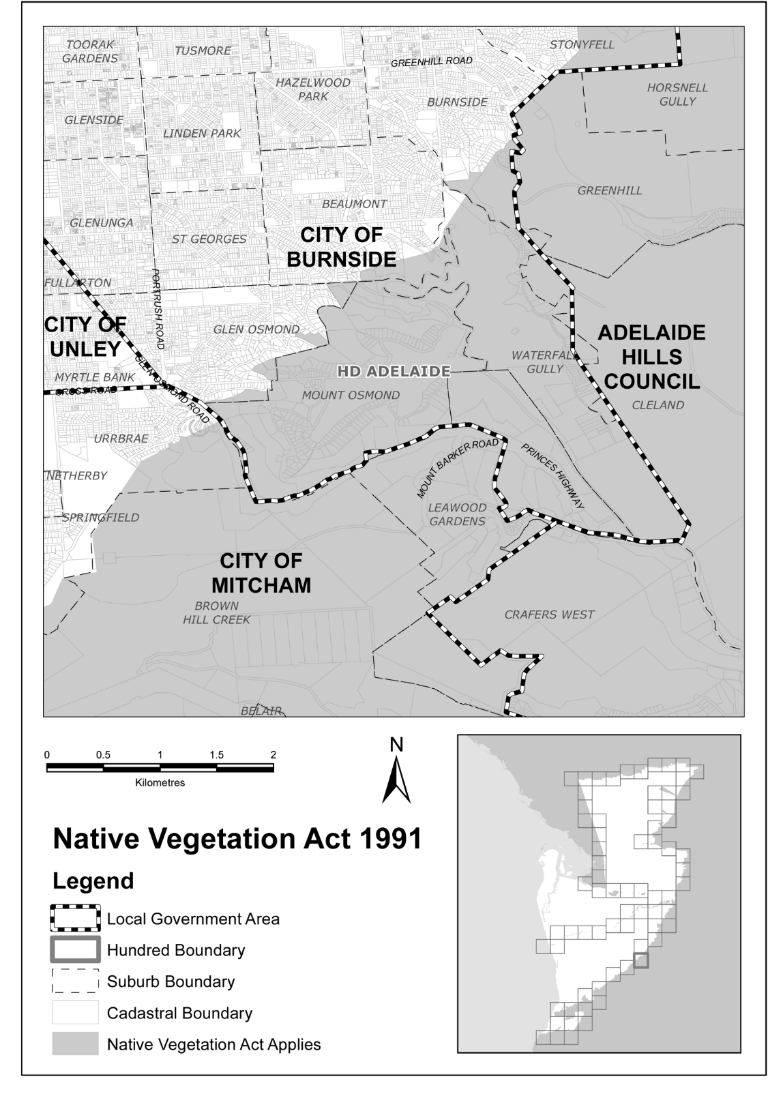 TOORAK
GARDENS
TUSMORE
STONYFELL
GREENHILL ROAD
HAZELWOOD
PARK
HORSNELL
GULLY
BURNSIDE
GLENSIDE
LINDEN PARK
GREENHILL
BEAUMONT
GLENUNGA
ST GEORGES
CITY OF
BURNSIDE
FULLARTON
PORTRUSH ROAD
CITY OF
UNLEY
GLEN OSMOND
ADELAIDE
HILLS
COUNCIL
WATERFALL
GULLY
HD ADELAIDE
MYRTLE BANK
CROSS ROAD
GLEN OSMOND ROAD
MOUNT OSMOND
CLELAND
URRBRAE
MOUNT BARKER ROAD
PRINCES HIGHWAY
NETHERBY
LEAWOOD
GARDENS
SPRINGFIELD
CITY OF
MITCHAM
BROWN
HILL CREEK
CRAFERS WEST
BELAIR
0 0.5 1 1.5 2
Kilometres
N
Native Vegetation Act 1991
Legend
Local Government Area
Hundred Boundary
Suburb Boundary
Cadastral Boundary
Native Vegetation Act Applies